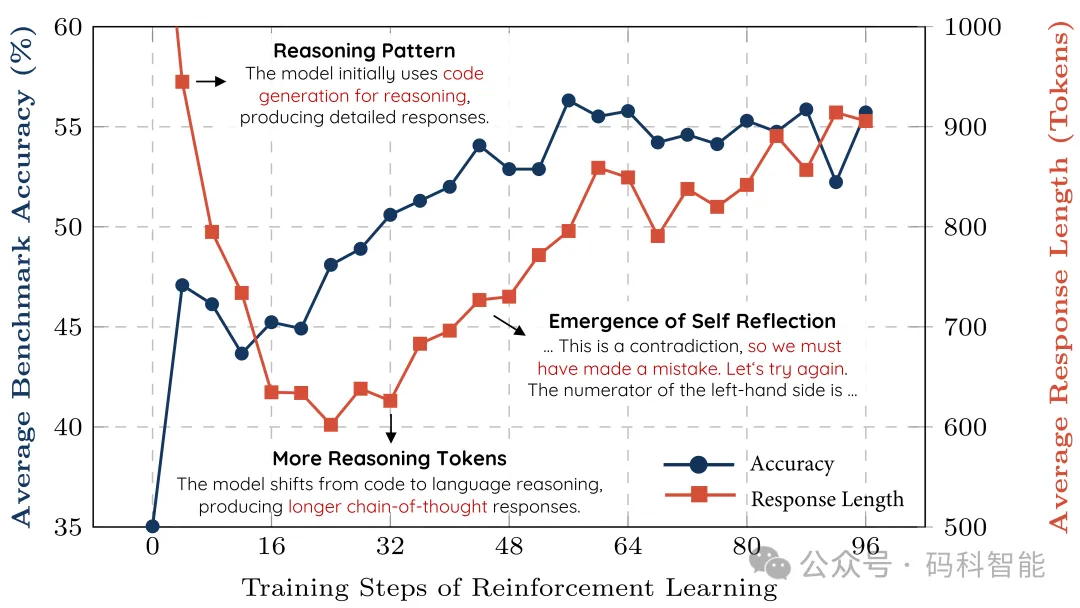 Average Benchmark Accuracy (%)
60
55
50
45
40
35
Reasoning Pattern
The model initially uses code
generation for reasoning,
producing detailed responses.
Emergence of Self Reflection
... This is a contradiction, so we must
have made a mistake. Let's try again.
The numerator of the left-hand side is ...
More Reasoning Tokens
The model shifts from code to language reasoning,
producing longer chain-of-thought responses.
Accuracy
Response Length
1000
900
800
700
600
500
Average Response Length (Tokens)
0 16 32 48 64 80 96
Training Steps of Reinforcement Learning
公众号 · 码科智能